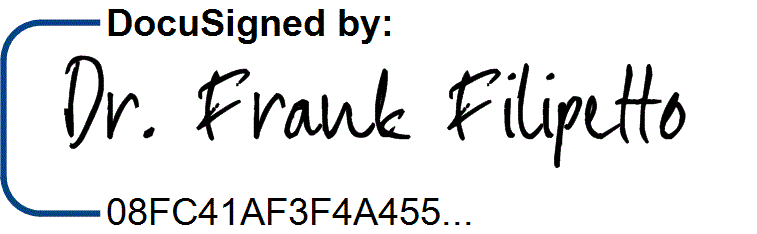 DocuSigned by:
Dr. Frank Filipetto
08FC41AF3F4A455...